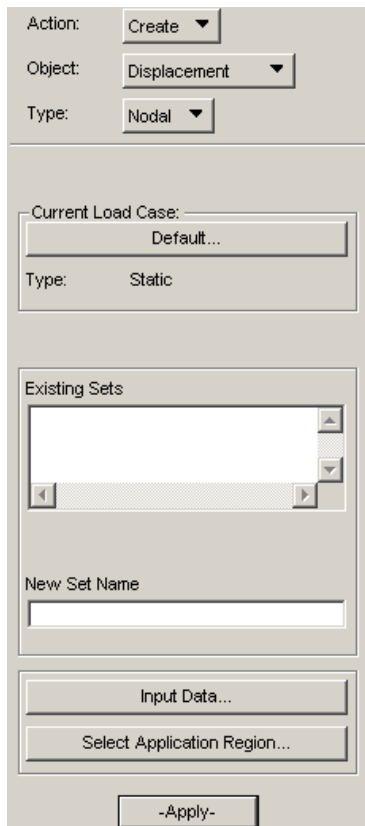 Action: Create
Object: Displacement
Type: Nodal
Current Load Case:
Default...
Type: Static
Existing Sets
New Set Name
Input Data...
Select Application Region...
-Apply-